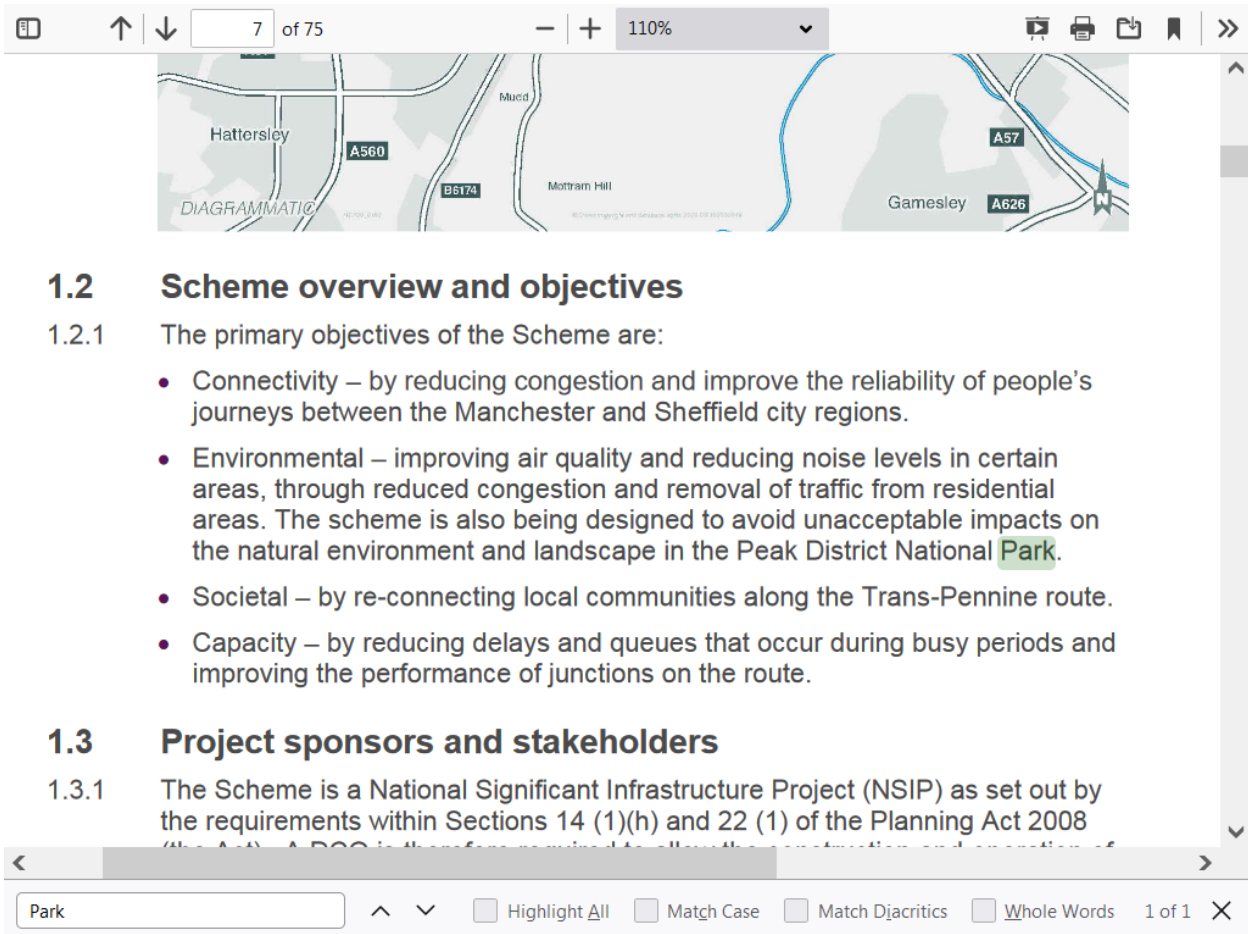 7 of 75
110%
Mudd
Hattersley
A57
A560
B6174
Mottram Hill
Gamesley
A626
N
DIAGRAMMATIC
1.2 Scheme overview and objectives
1.2.1 The primary objectives of the Scheme are:
• Connectivity – by reducing congestion and improve the reliability of people's
journeys between the Manchester and Sheffield city regions.
• Environmental – improving air quality and reducing noise levels in certain
areas, through reduced congestion and removal of traffic from residential
areas. The scheme is also being designed to avoid unacceptable impacts on
the natural environment and landscape in the Peak District National Park.
• Societal – by re-connecting local communities along the Trans-Pennine route.
• Capacity – by reducing delays and queues that occur during busy periods and
improving the performance of junctions on the route.
1.3 Project sponsors and stakeholders
1.3.1 The Scheme is a National Significant Infrastructure Project (NSIP) as set out by
the requirements within Sections 14 (1)(h) and 22 (1) of the Planning Act 2008
Park Highlight All Match Case Match Diacritics Whole Words 1 of 1